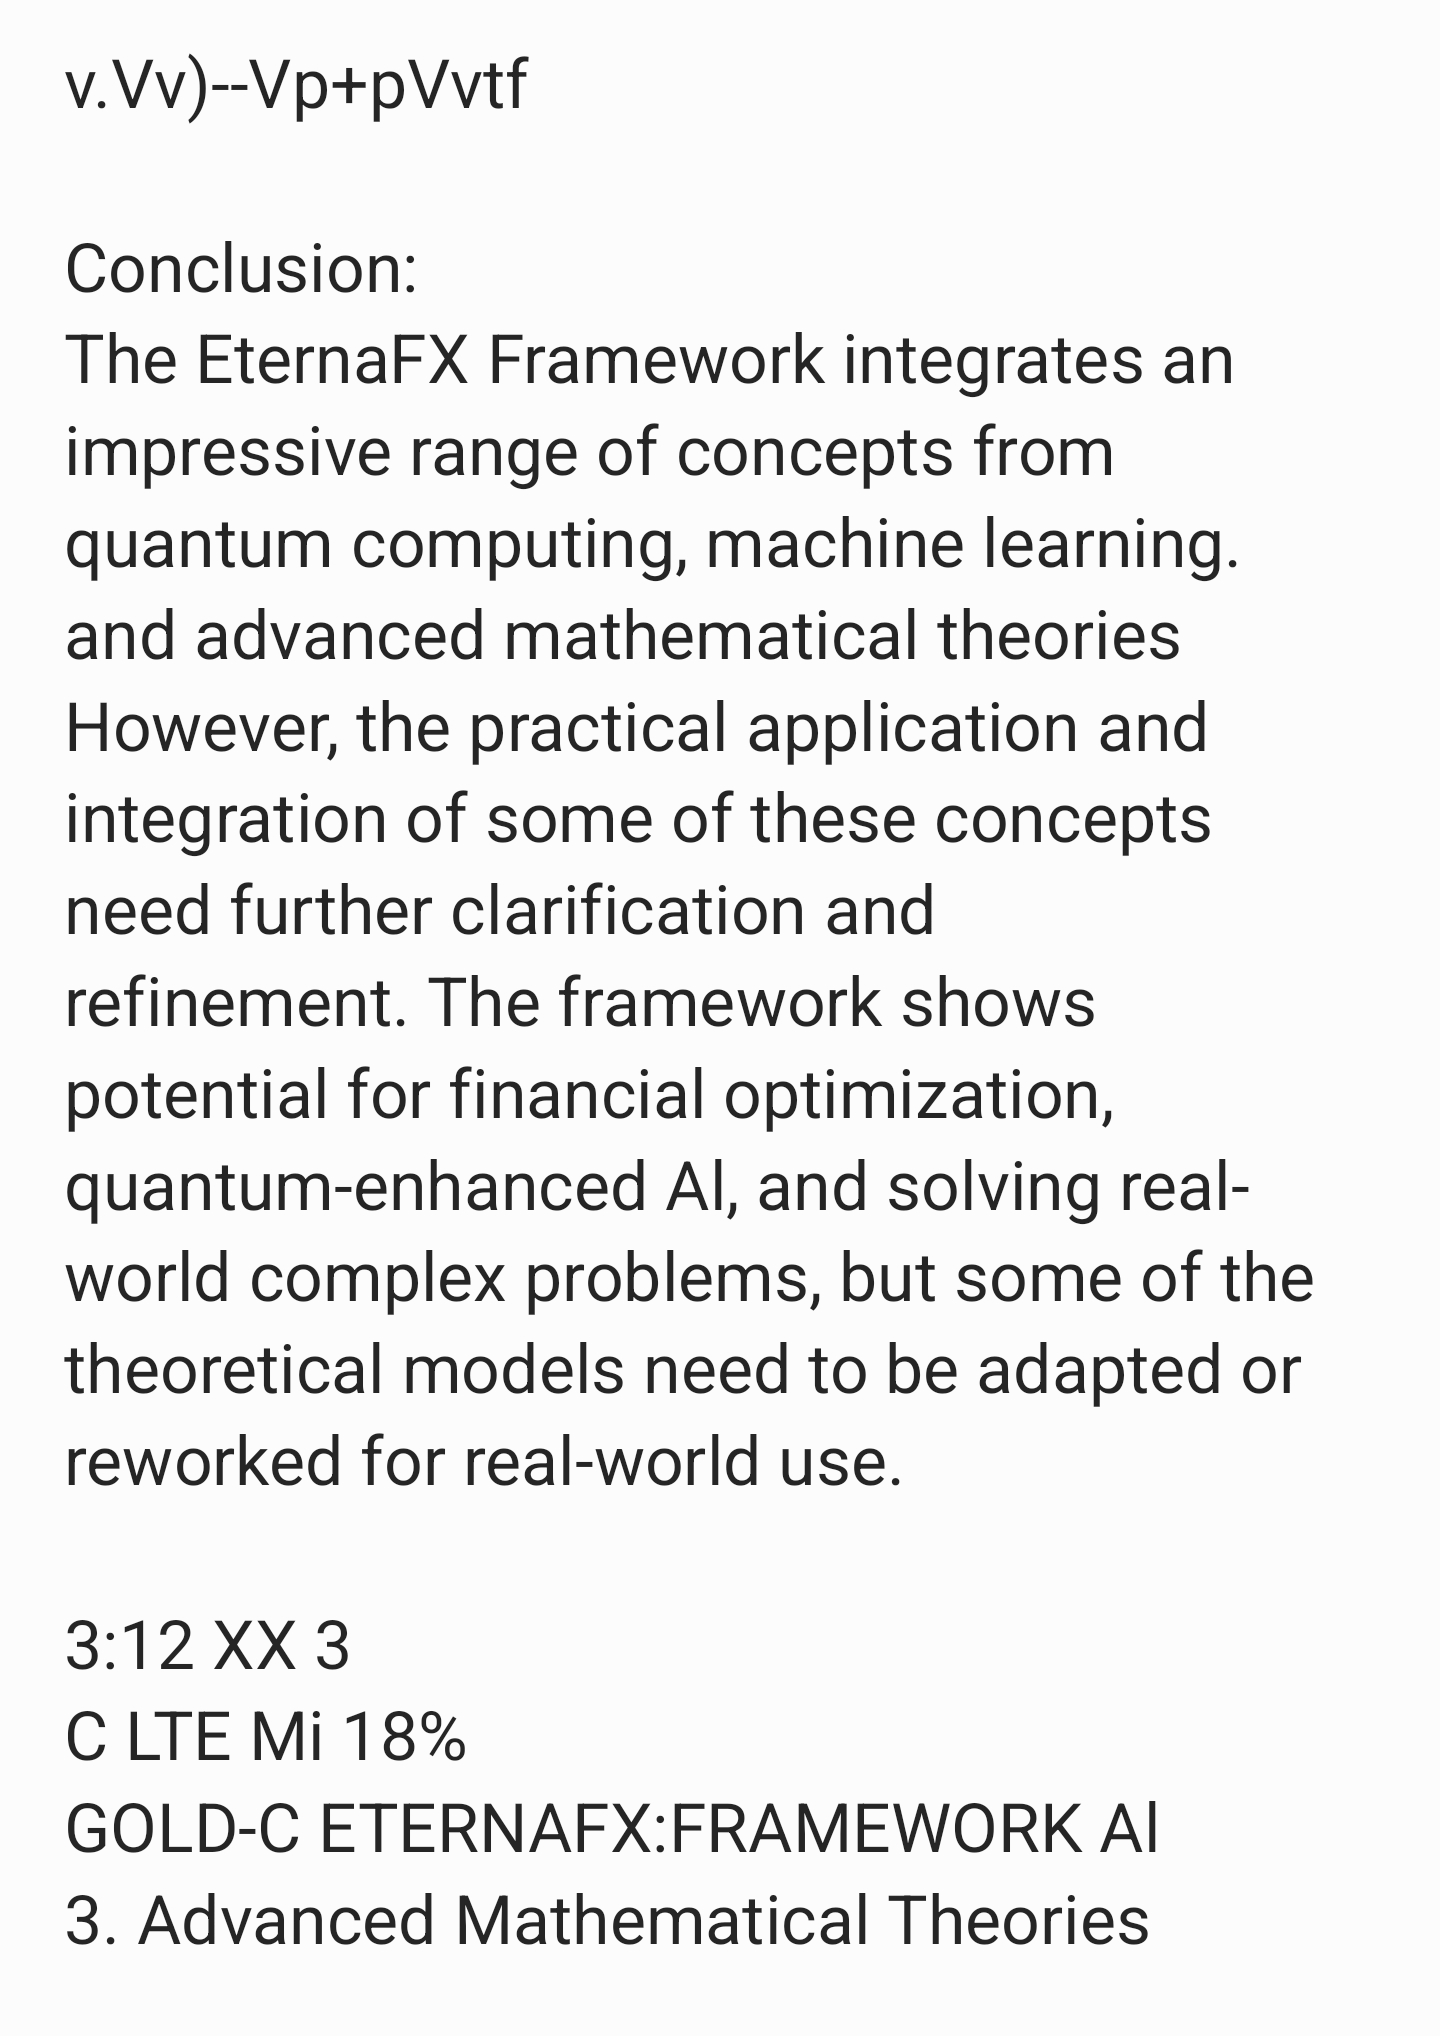 v.Vv)--Vp+pVvtf
Conclusion:
The EternaFX Framework integrates an
impressive range of concepts from
quantum computing, machine learning.
and advanced mathematical theories
However, the practical application and
integration of some of these concepts
need further clarification and
refinement. The framework shows
potential for financial optimization,
quantum-enhanced Al, and solving real-
world complex problems, but some of the
theoretical models need to be adapted or
reworked for real-world use.
3:12 XX 3
C LTE Mi 18%
GOLD-C ETERNAFX:FRAMEWORK Al
3. Advanced Mathematical Theories